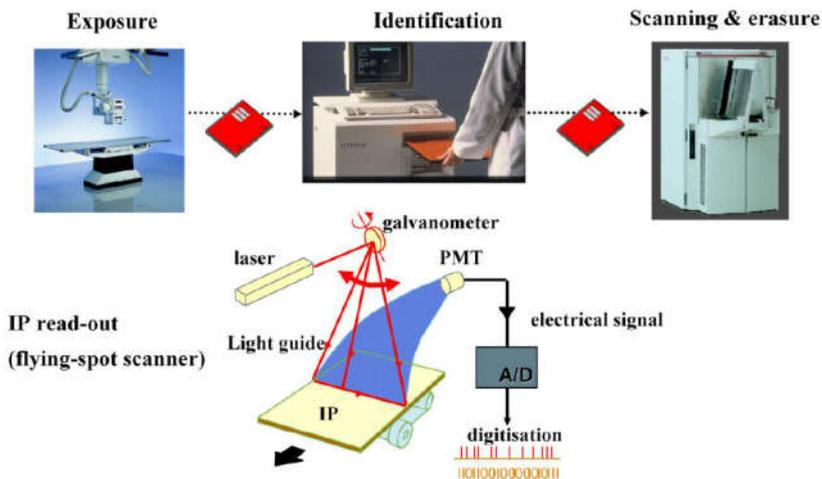 Exposure
Identification
Scanning & erasure
galvanometer
laser
PMT
IP read-out
(flying-spot scanner)
Light guide
electrical signal
A/D
IP
digitisation